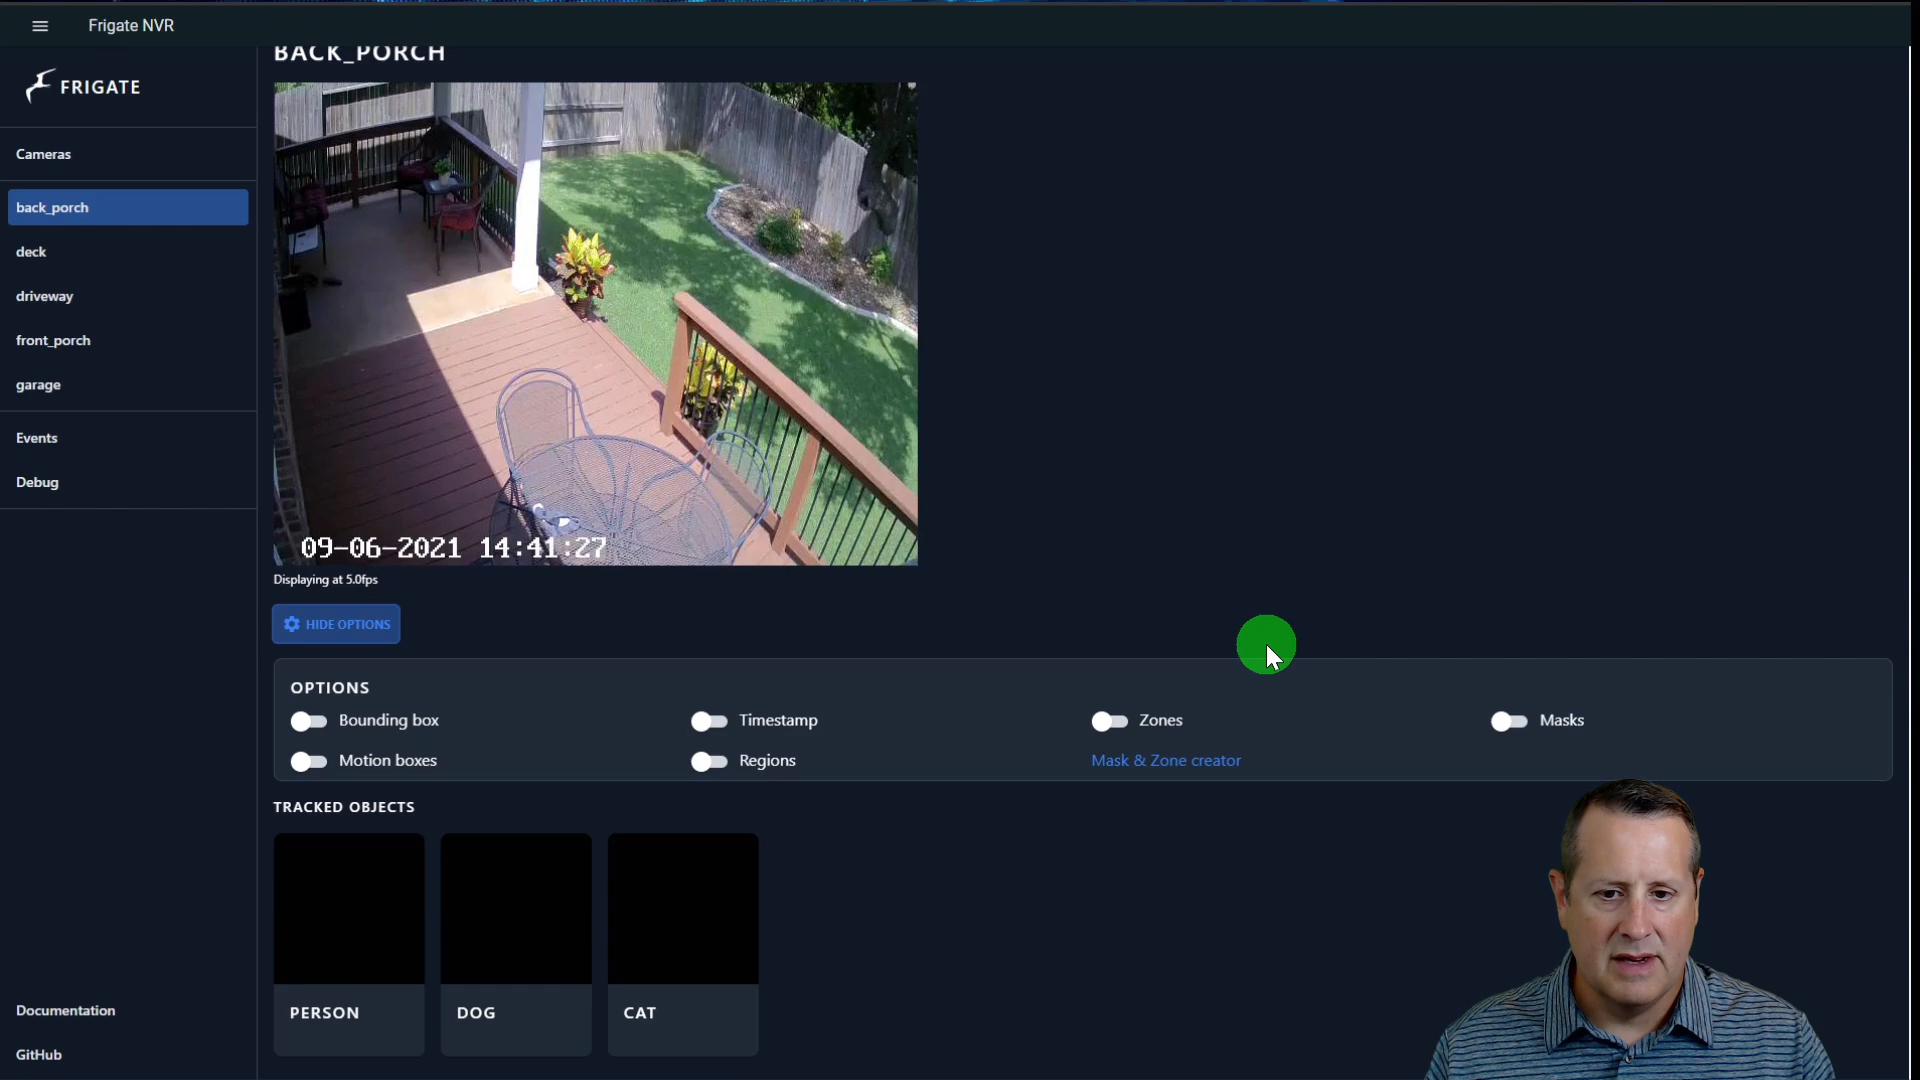 Frigate NVR
FRIGATE
Cameras
back_porch
deck
driveway
front_porch
garage
Events
Debug
Documentation
GitHub
BACK_PORCH
09-06-2021 14:41:27
Displaying at 5.0fps
HIDE OPTIONS
OPTIONS
Bounding box
Timestamp
Zones
Masks
Motion boxes
Regions
Mask & Zone creator
TRACKED OBJECTS
PERSON
DOG
CAT